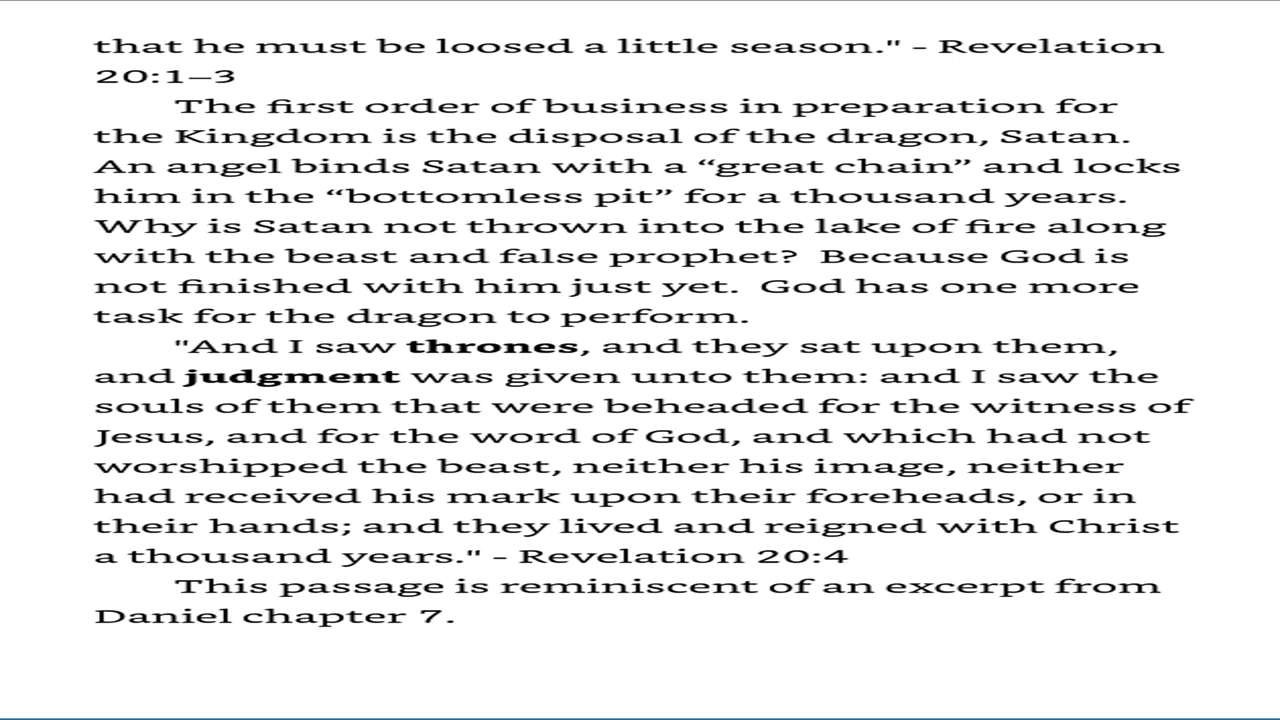 that he must be loosed a little season." - Revelation
20:1–3
The first order of business in preparation for
the Kingdom is the disposal of the dragon, Satan.
An angel binds Satan with a “great chain” and locks
him in the “bottomless pit” for a thousand years.
Why is Satan not thrown into the lake of fire along
with the beast and false prophet?  Because God is
not finished with him just yet.  God has one more
task for the dragon to perform.
"And I saw thrones, and they sat upon them,
and judgment was given unto them: and I saw the
souls of them that were beheaded for the witness of
Jesus, and for the word of God, and which had not
worshipped the beast, neither his image, neither
had received his mark upon their foreheads, or in
their hands; and they lived and reigned with Christ
a thousand years." - Revelation 20:4
This passage is reminiscent of an excerpt from
Daniel chapter 7.